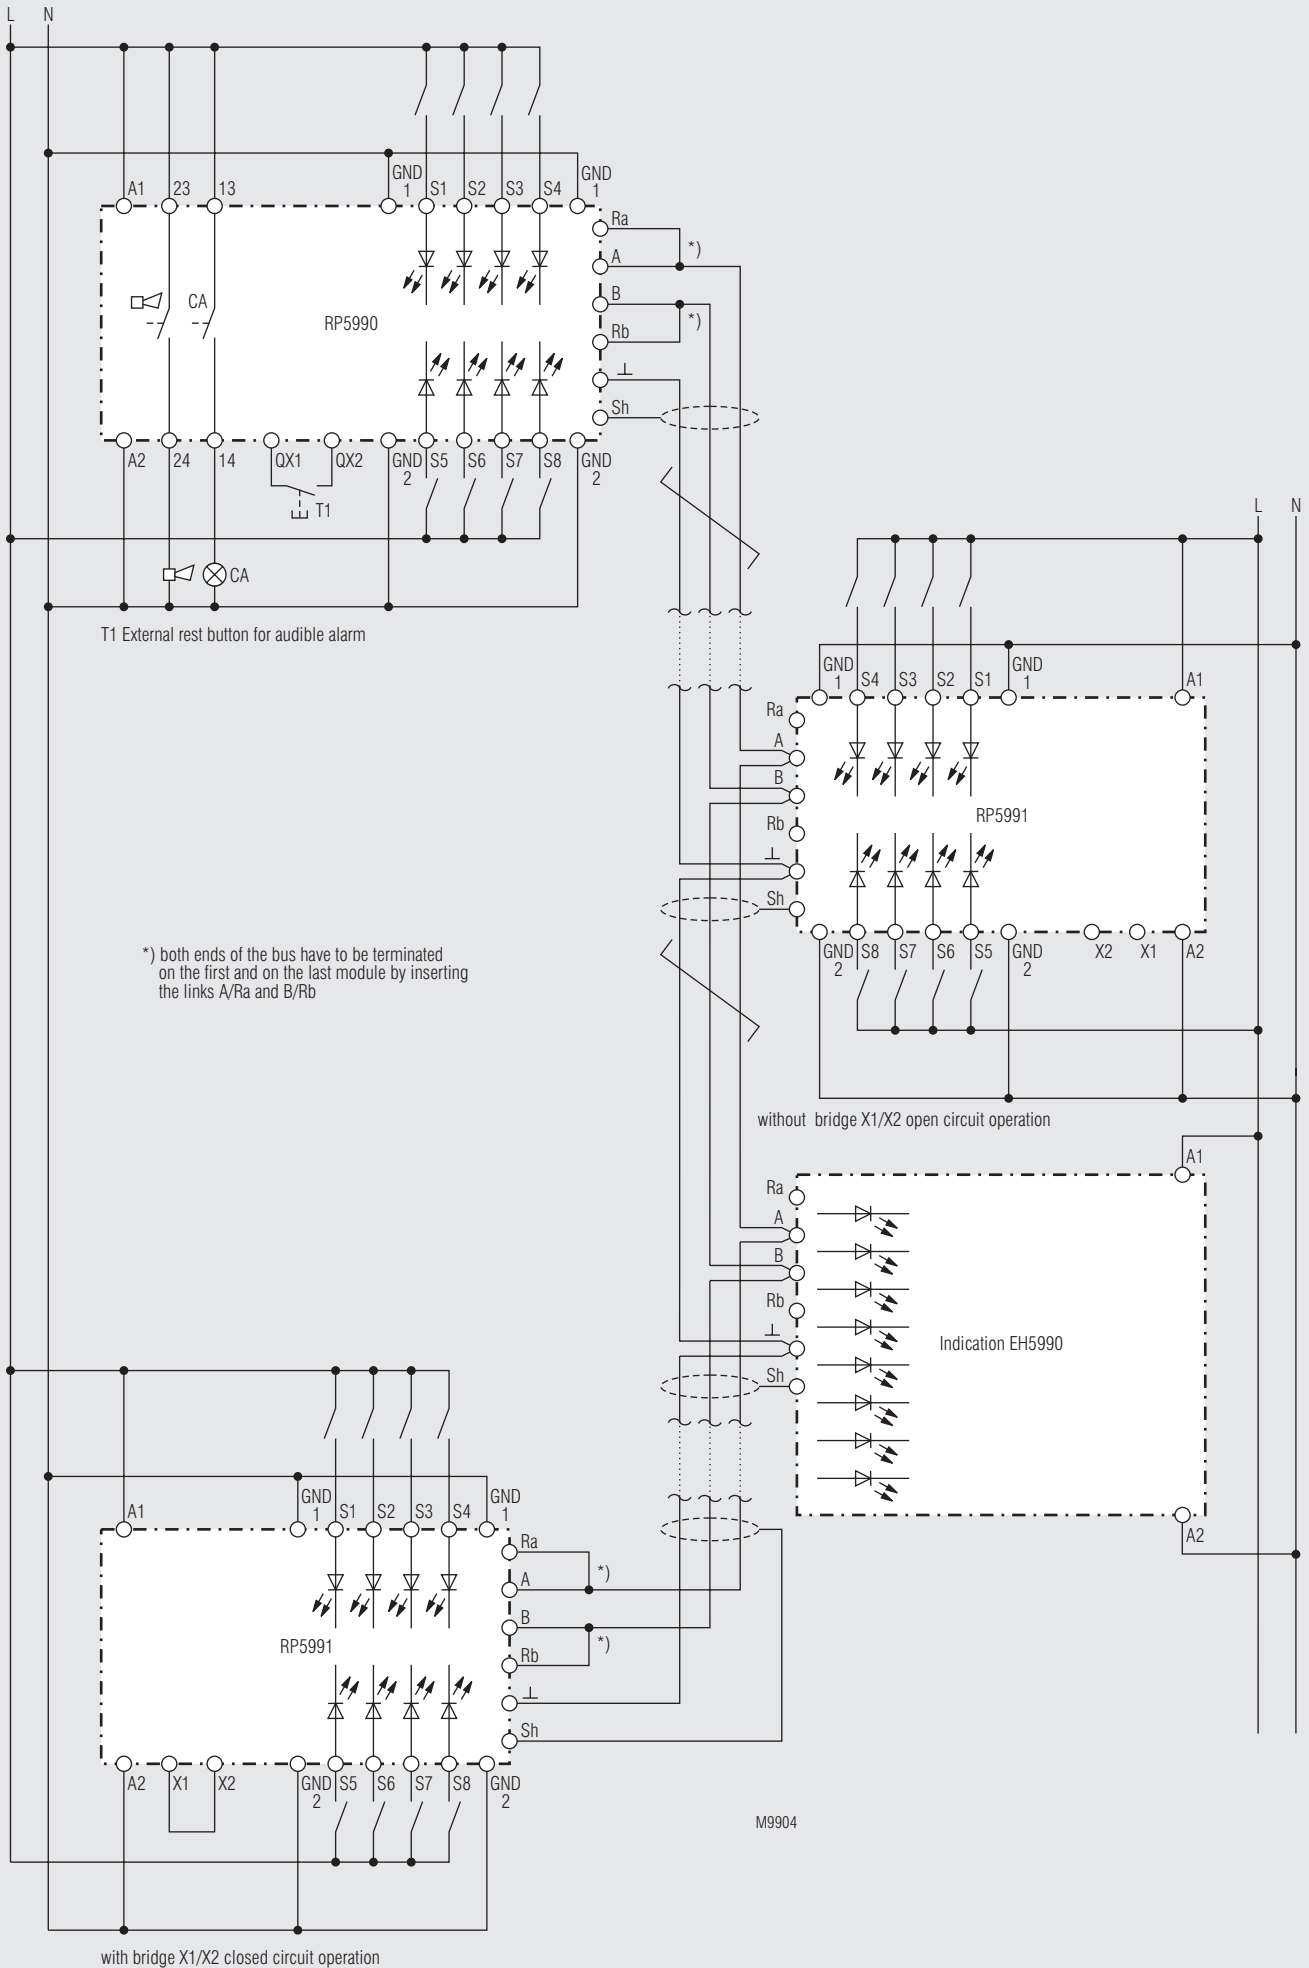 L N
A1 23 13 GND 1 S1 S2 S3 S4 GND 1
Ra
*)
A
CA
B
RP5990
*)
Rb
⊥
Sh
A2 24 14 QX1 QX2 GND 2 S5 S6 S7 S8 GND 2
T1
CA
T1 External rest button for audible alarm
L N
GND 1 S4 S3 S2 S1 GND 1 A1
Ra
A
B
RP5991
Rb
⊥
Sh
GND 2 S8 S7 S6 S5 GND 2 X2 X1 A2
*) both ends of the bus have to be terminated
on the first and on the last module by inserting
the links A/Ra and B/Rb
without bridge X1/X2 open circuit operation
A1
Ra
A
B
Rb
⊥
Indication EH5990
Sh
A2
A1 GND 1 S1 S2 S3 S4 GND 1
Ra
*)
A
B
RP5991
*)
Rb
⊥
Sh
A2 X1 X2 GND 2 S5 S6 S7 S8 GND 2
M9904
with bridge X1/X2 closed circuit operation